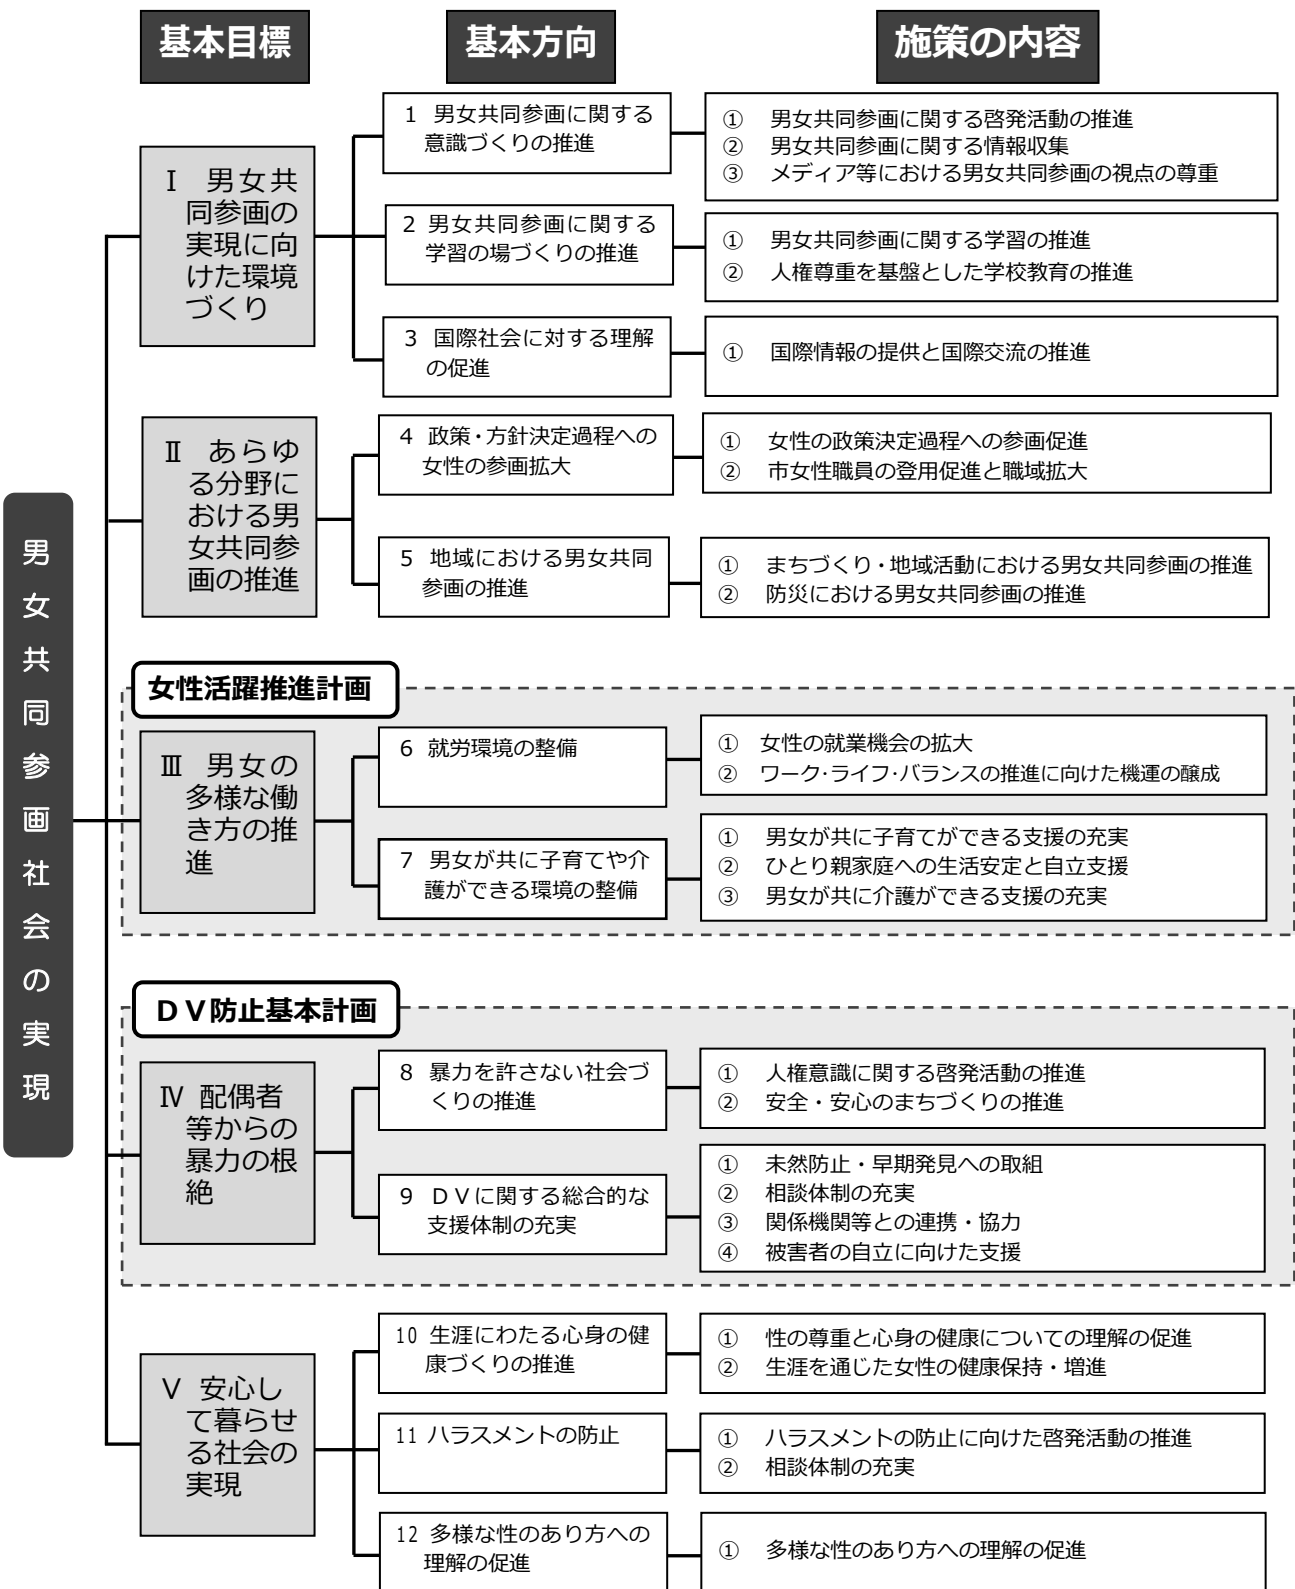 基本目標
基本方向
施策の内容
男女共同参画社会の実現
Ⅰ 男女共
同参画の
実現に向
けた環境
づくり
1 男女共同参画に関する
意識づくりの推進
① 男女共同参画に関する啓発活動の推進
② 男女共同参画に関する情報収集
③ メディア等における男女共同参画の視点の尊重
2 男女共同参画に関する
学習の場づくりの推進
① 男女共同参画に関する学習の推進
② 人権尊重を基盤とした学校教育の推進
3 国際社会に対する理解
の促進
① 国際情報の提供と国際交流の推進
Ⅱ あらゆ
る分野に
おける男
女共同参
画の推進
4 政策・方針決定過程への
女性の参画拡大
① 女性の政策決定過程への参画促進
② 市女性職員の登用促進と職域拡大
5 地域における男女共同
参画の推進
① まちづくり・地域活動における男女共同参画の推進
② 防災における男女共同参画の推進
女性活躍推進計画
Ⅲ 男女の
多様な働
き方の推
進
6 就労環境の整備
① 女性の就業機会の拡大
② ワーク・ライフ・バランスの推進に向けた機運の醸成
7 男女が共に子育てや介
護ができる環境の整備
① 男女が共に子育てができる支援の充実
② ひとり親家庭への生活安定と自立支援
③ 男女が共に介護ができる支援の充実
ＤＶ防止基本計画
Ⅳ 配偶者
等からの
暴力の根
絶
8 暴力を許さない社会づ
くりの推進
① 人権意識に関する啓発活動の推進
② 安全・安心のまちづくりの推進
9 ＤＶに関する総合的な
支援体制の充実
① 未然防止・早期発見への取組
② 相談体制の充実
③ 関係機関等との連携・協力
④ 被害者の自立に向けた支援
Ⅴ 安心し
て暮らせ
る社会の
実現
10 生涯にわたる心身の健
康づくりの推進
① 性の尊重と心身の健康についての理解の促進
② 生涯を通じた女性の健康保持・増進
11 ハラスメントの防止
① ハラスメントの防止に向けた啓発活動の推進
② 相談体制の充実
12 多様な性のあり方への
理解の促進
① 多様な性のあり方への理解の促進